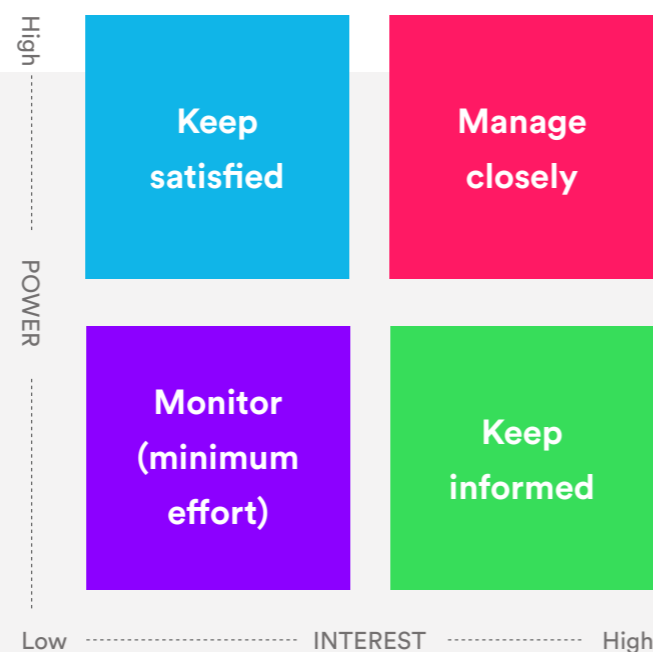 High
Keep
satisfied
Manage
closely
POWER
Monitor
(minimum
effort)
Keep
informed
Low
INTEREST
High